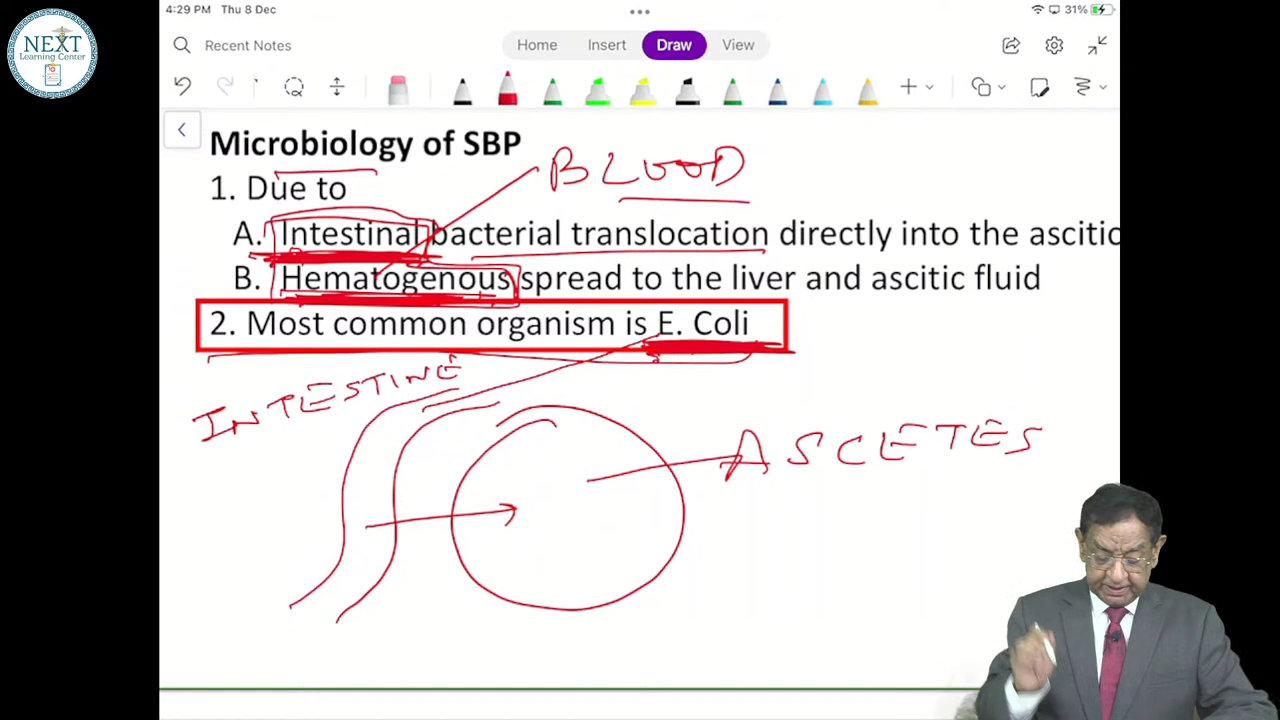 4:29 PM Thu 8 Dec
31%
NEXT
Learning Center
Recent Notes
Home Insert Draw View
Microbiology of SBP
BLOOD
1. Due to
A. Intestinal bacterial translocation directly into the ascitic
B. Hematogenous spread to the liver and ascitic fluid
2. Most common organism is E. Coli
INTESTINE
ASCETES